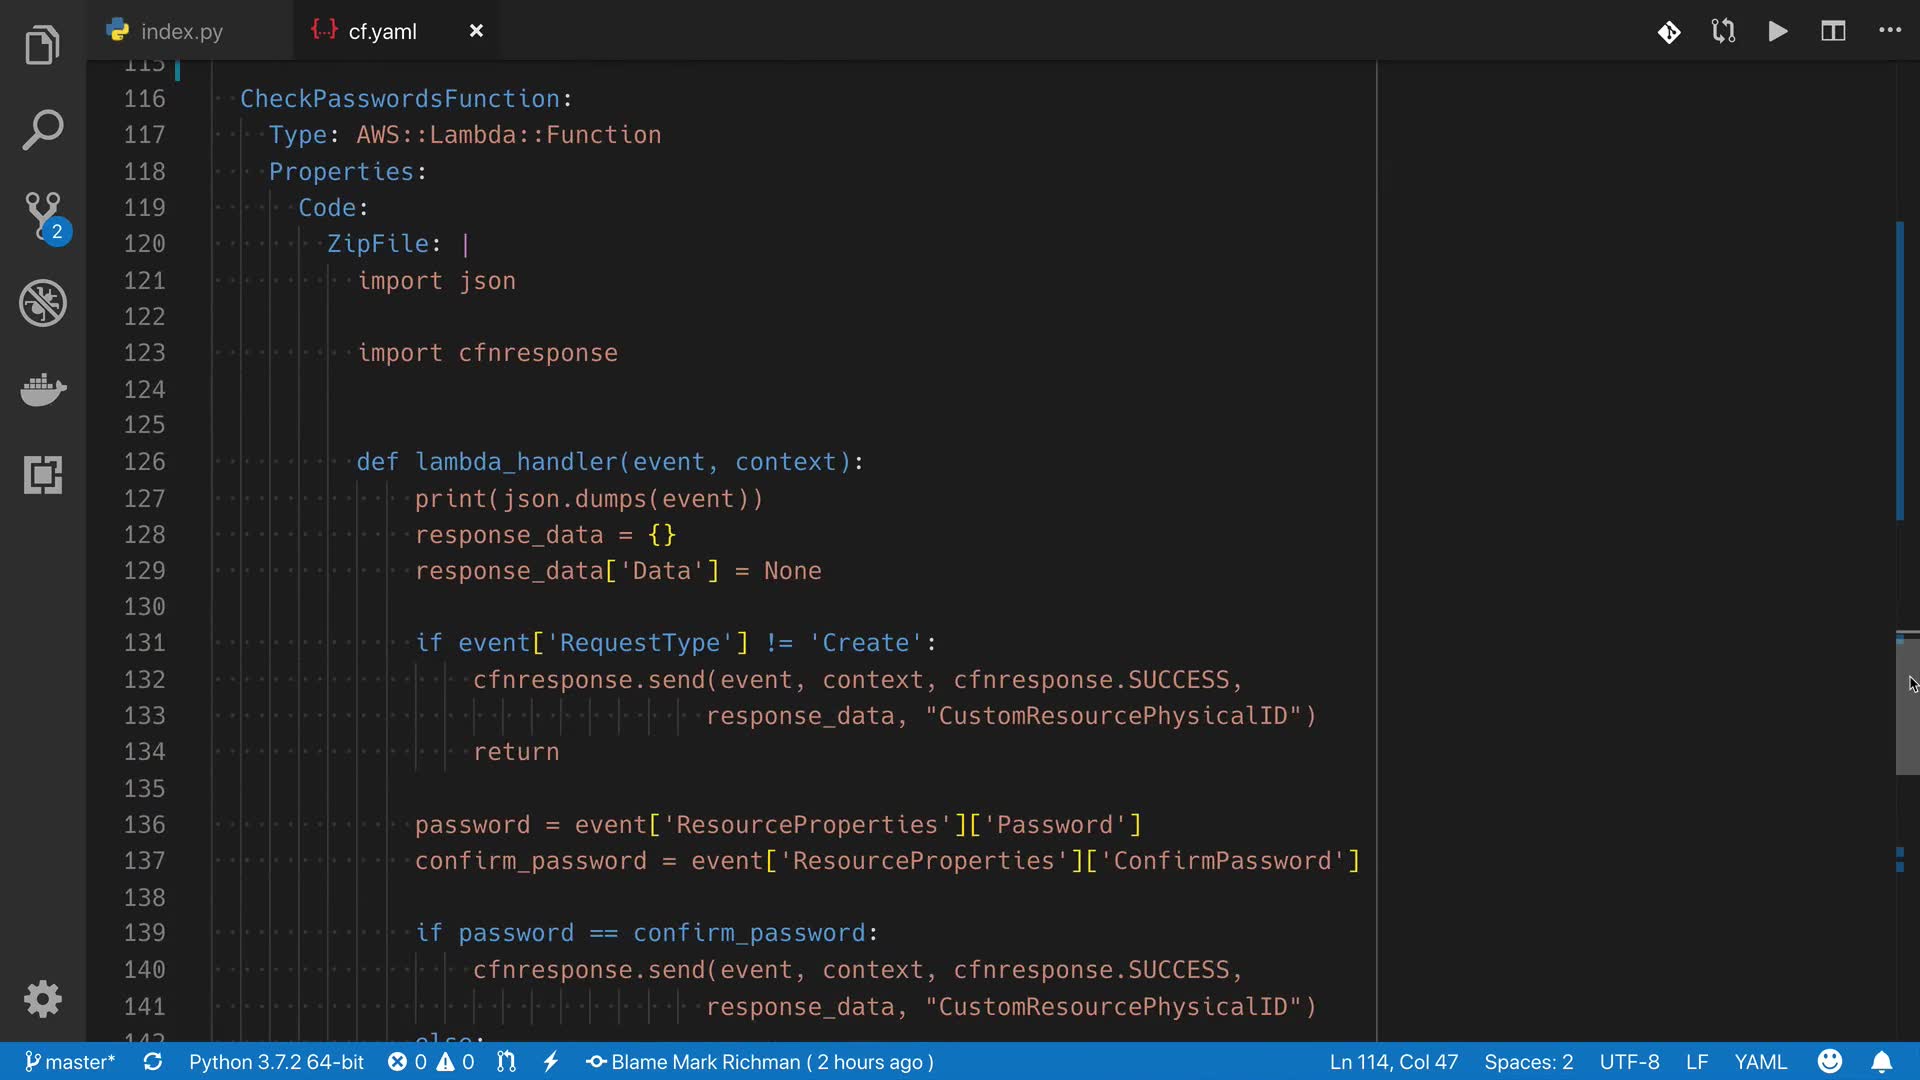 index.py
cf.yaml
115
116 CheckPasswordsFunction:
117 Type: AWS::Lambda::Function
118 Properties:
119 Code:
120 ZipFile: |
121 import json
122
123 import cfnresponse
124
125
126 def lambda_handler(event, context):
127 print(json.dumps(event))
128 response_data = {}
129 response_data['Data'] = None
130
131 if event['RequestType'] != 'Create':
132 cfnresponse.send(event, context, cfnresponse.SUCCESS,
133 response_data, "CustomResourcePhysicalID")
134 return
135
136 password = event['ResourceProperties']['Password']
137 confirm_password = event['ResourceProperties']['ConfirmPassword']
138
139 if password == confirm_password:
140 cfnresponse.send(event, context, cfnresponse.SUCCESS,
141 response_data, "CustomResourcePhysicalID")
142 else:
2
master* Python 3.7.2 64-bit 0 0 Blame Mark Richman ( 2 hours ago ) Ln 114, Col 47 Spaces: 2 UTF-8 LF YAML